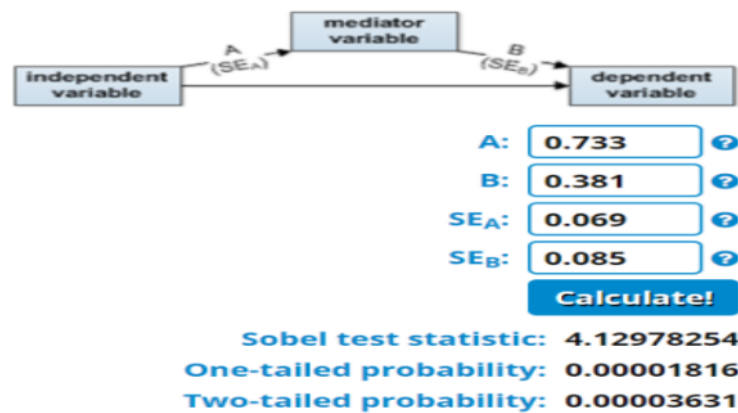 mediator
variable
A
(SEA)
B
(SEB)
independent
variable
dependent
variable
A: 0.733 ?
B: 0.381 ?
SEA: 0.069 ?
SEB: 0.085 ?
Calculate!
Sobel test statistic: 4.12978254
One-tailed probability: 0.00001816
Two-tailed probability: 0.00003631